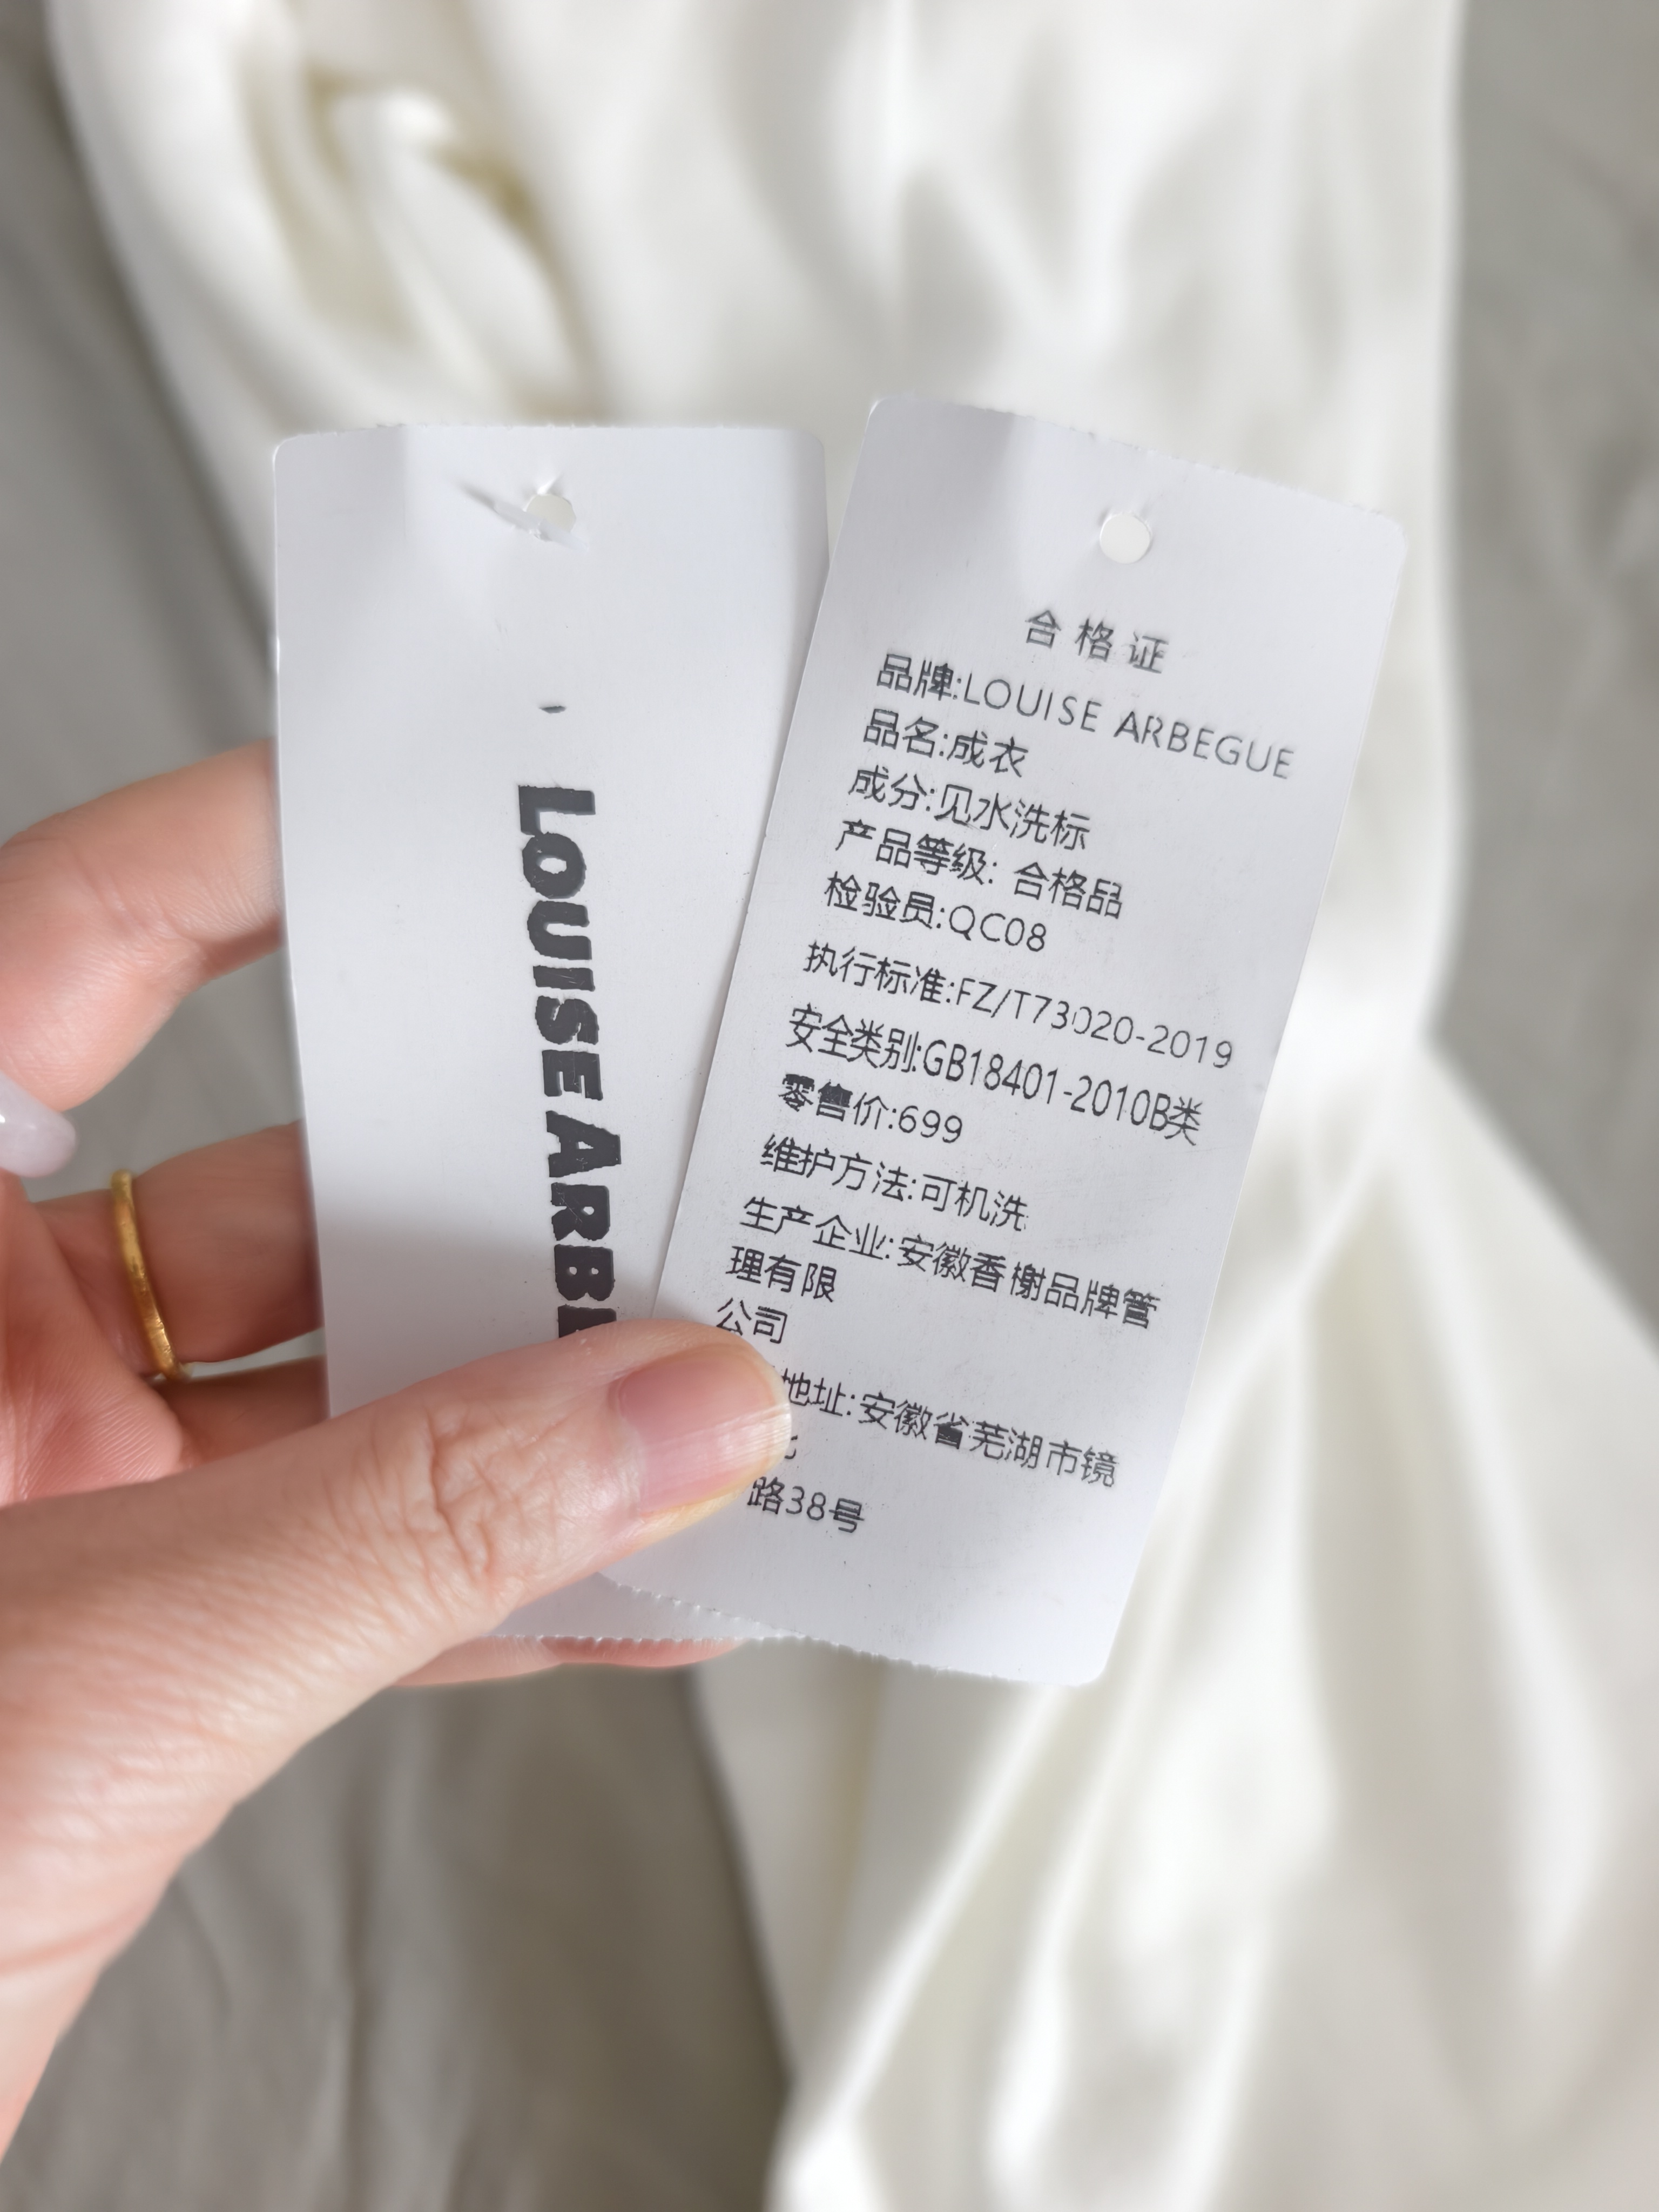 LOUISE ARB
合格证
品牌:LOUISE ARBEGUE
品名:成衣
成分:见水洗标
产品等级: 合格品
检验员:QC08
执行标准:FZ/T73020-2019
安全类别:GB18401-2010B类
零售价:699
维护方法:可机洗
生产企业:安徽香榭品牌管
理有限
公司
地址:安徽省芜湖市镜
路38号